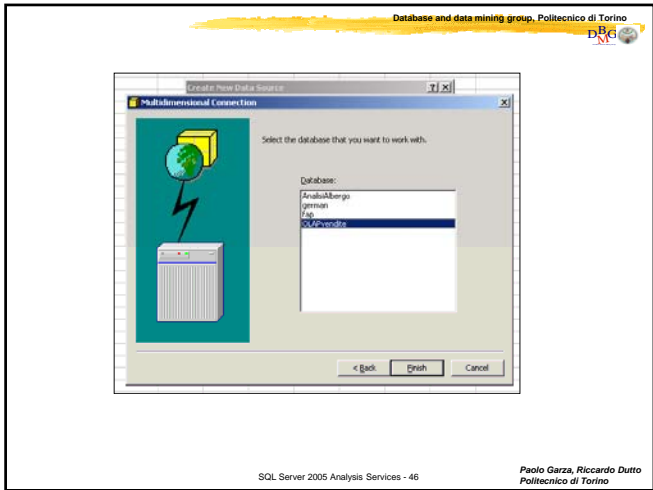 Database and data mining group, Politecnico di Torino
DBMG
Create New Data Source
Multidimensional Connection
Select the database that you want to work with.
Database:
AnalisiAlbergo
german
fap
OLAPvendite
< Back Finish Cancel
SQL Server 2005 Analysis Services - 46
Paolo Garza, Riccardo Dutto
Politecnico di Torino